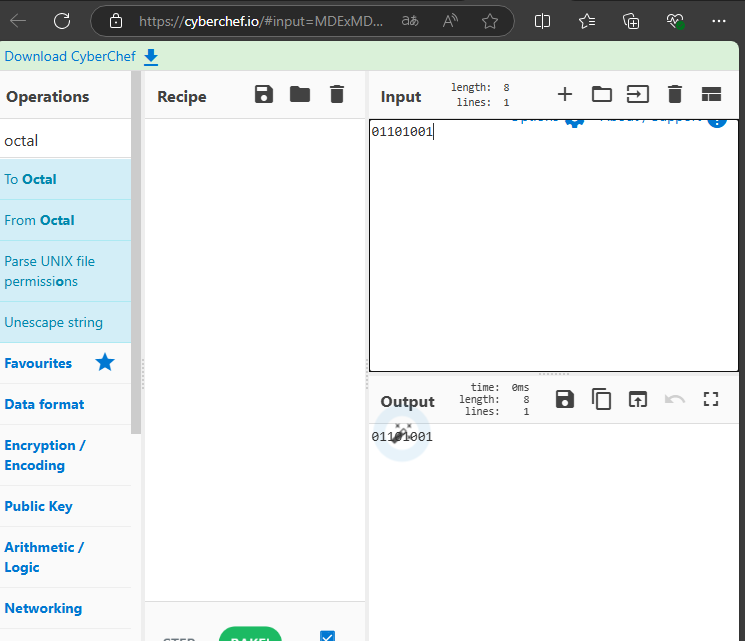 https://cyberchef.io/#input=MDExMD...
Download CyberChef
Operations
octal
To Octal
From Octal
Parse UNIX file
permissions
Unescape string
Favourites
Data format
Encryption /
Encoding
Public Key
Arithmetic /
Logic
Networking
Recipe
STEP
BAKE!
Input
length: 8
lines: 1
Options
About / Support
01101001
Output
time: 0ms
length: 8
lines: 1
01101001